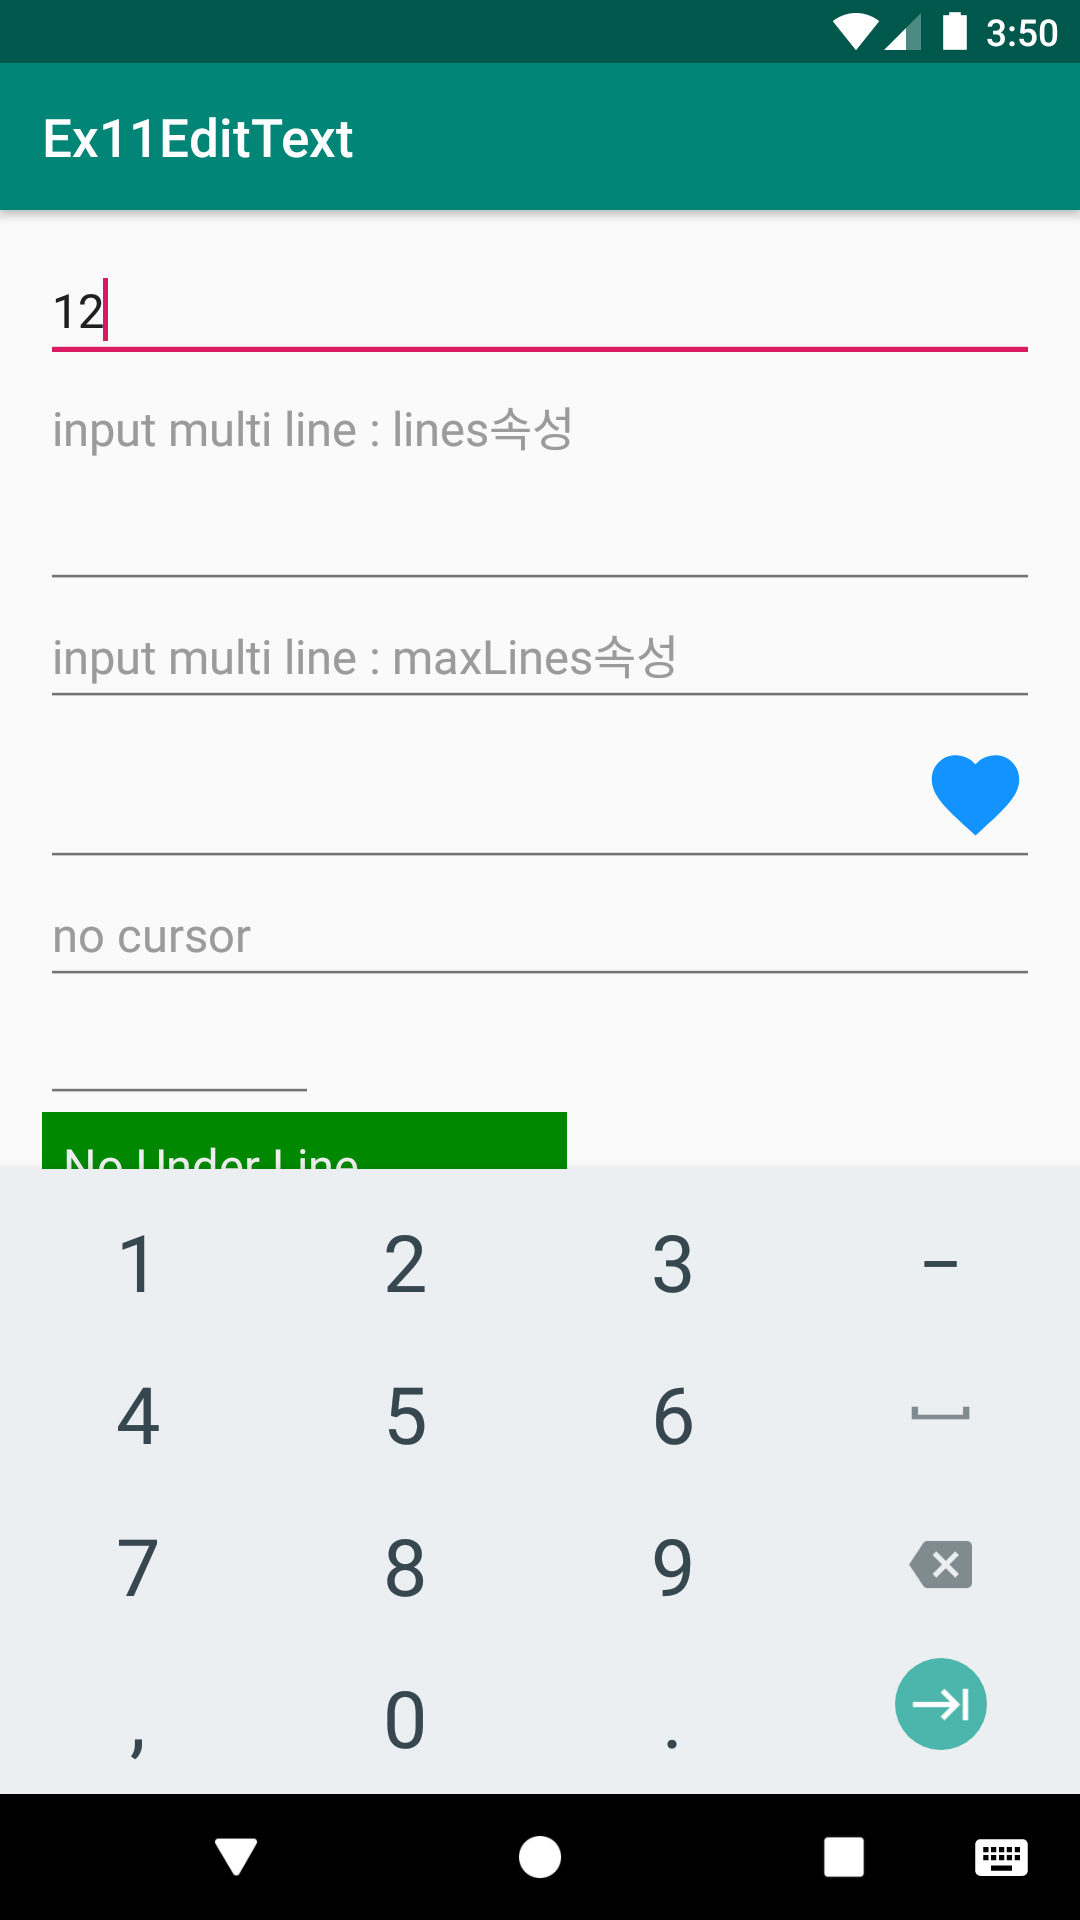 3:50
Ex11EditText
12
input multi line : lines속성
input multi line : maxLines속성
no cursor
No Under Line
1 2 3 –
4 5 6
7 8 9
, 0 .